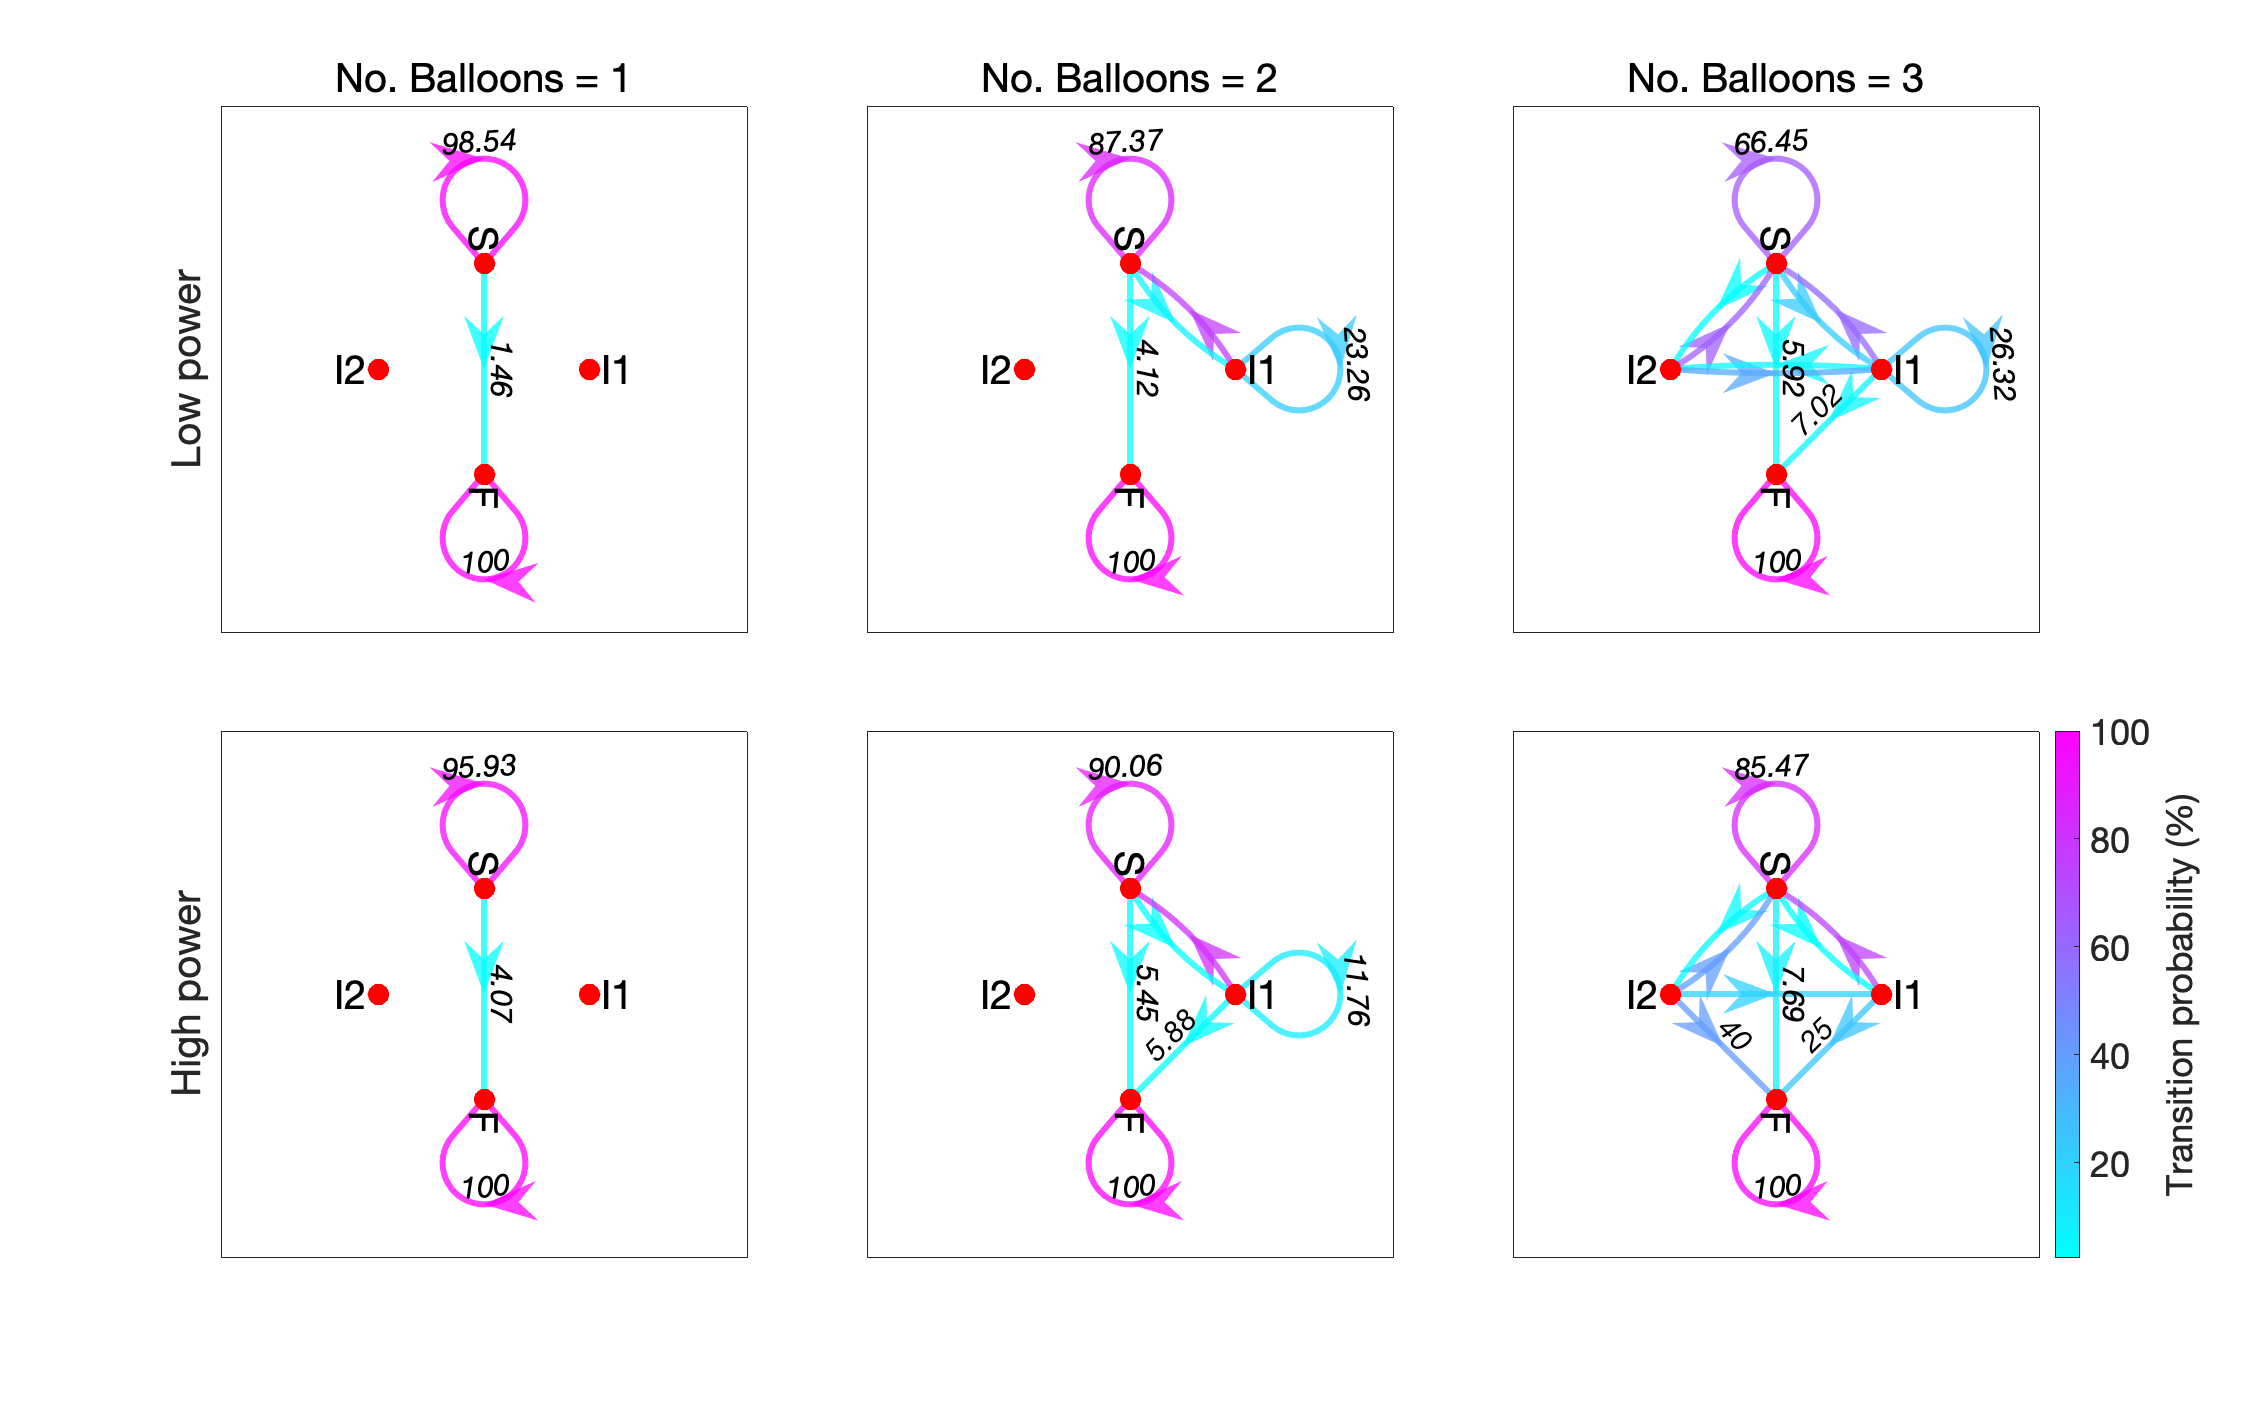 No. Balloons = 1
No. Balloons = 2
No. Balloons = 3
Low power
98.54
S
1.46
I2
I1
F
100
87.37
S
4.12
I2
I1
23.26
F
100
66.45
S
5.92
I2
I1
26.32
7.02
F
100
High power
95.93
S
4.07
I2
I1
F
100
90.06
S
5.45
I2
I1
11.76
5.88
F
100
85.47
S
7.69
I2
I1
40
25
F
100
100
80
60
40
20
Transition probability (%)